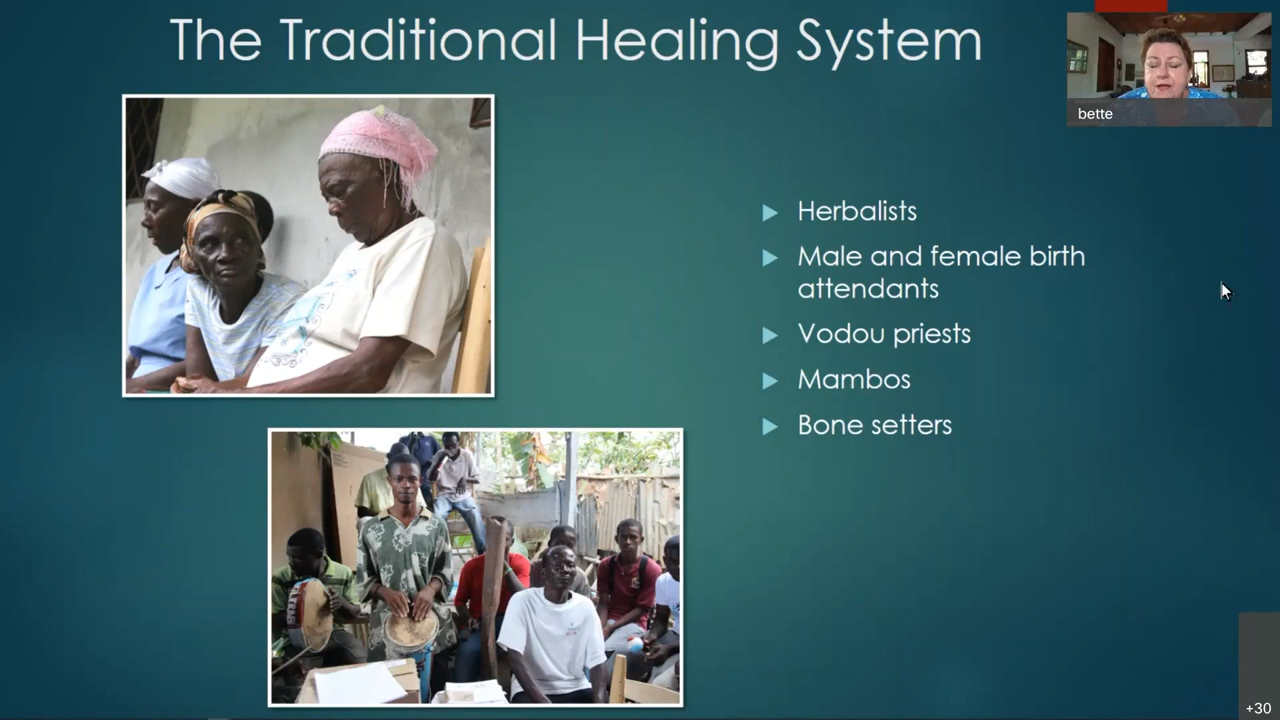 The Traditional Healing System
bette
Herbalists
Male and female birth
attendants
Vodou priests
Mambos
Bone setters
+30